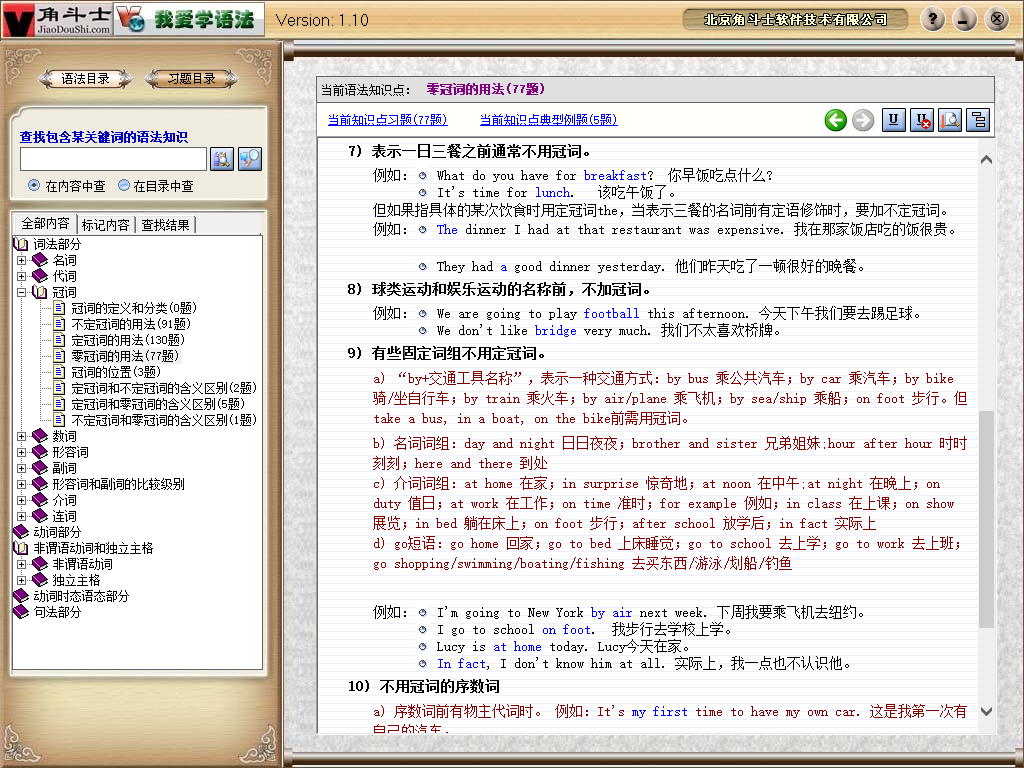 角斗士
JiaoDouShi.com
我爱学语法
Version: 1.10
北京角斗士软件技术有限公司
语法目录
习题目录
查找包含某关键词的语法知识
在内容中查
在目录中查
全部内容
标记内容
查找结果
词法部分
名词
代词
冠词
冠词的定义和分类(0题)
不定冠词的用法(91题)
定冠词的用法(130题)
零冠词的用法(77题)
冠词的位置(3题)
定冠词和不定冠词的含义区别(2题)
定冠词和零冠词的含义区别(5题)
不定冠词和零冠词的含义区别(1题)
数词
形容词
副词
形容词和副词的比较级别
介词
连词
动词部分
非谓语动词和独立主格
非谓语动词
独立主格
动词时态语态部分
句法部分
当前语法知识点： 零冠词的用法(77题)
当前知识点习题(77题)
当前知识点典型例题(5题)
7) 表示一日三餐之前通常不用冠词。
例如： What do you have for breakfast? 你早饭吃点什么?
It's time for lunch. 该吃午饭了。
但如果指具体的某次饮食时用定冠词the，当表示三餐的名词前有定语修饰时，要加不定冠词。
例如： The dinner I had at that restaurant was expensive. 我在那家饭店吃的饭很贵。
They had a good dinner yesterday. 他们昨天吃了一顿很好的晚餐。
8) 球类运动和娱乐运动的名称前，不加冠词。
例如： We are going to play football this afternoon. 今天下午我们要去踢足球。
We don't like bridge very much. 我们不太喜欢桥牌。
9) 有些固定词组不用定冠词。
a) “by+交通工具名称”，表示一种交通方式：by bus 乘公共汽车；by car 乘汽车；by bike
骑/坐自行车；by train 乘火车；by air/plane 乘飞机；by sea/ship 乘船；on foot 步行。但
take a bus, in a boat, on the bike前需用冠词。
b) 名词词组：day and night 日日夜夜；brother and sister 兄弟姐妹;hour after hour 时时
刻刻；here and there 到处
c) 介词词组：at home 在家；in surprise 惊奇地；at noon 在中午;at night 在晚上；on
duty 值日；at work 在工作；on time 准时；for example 例如；in class 在上课；on show
展览；in bed 躺在床上；on foot 步行；after school 放学后；in fact 实际上
d) go短语：go home 回家；go to bed 上床睡觉；go to school 去上学；go to work 去上班；
go shopping/swimming/boating/fishing 去买东西/游泳/划船/钓鱼
例如： I'm going to New York by air next week. 下周我要乘飞机去纽约。
I go to school on foot. 我步行去学校上学。
Lucy is at home today. Lucy今天在家。
In fact, I don't know him at all. 实际上，我一点也不认识他。
10) 不用冠词的序数词
a) 序数词前有物主代词时。 例如：It's my first time to have my own car. 这是我第一次有
自己的汽车.